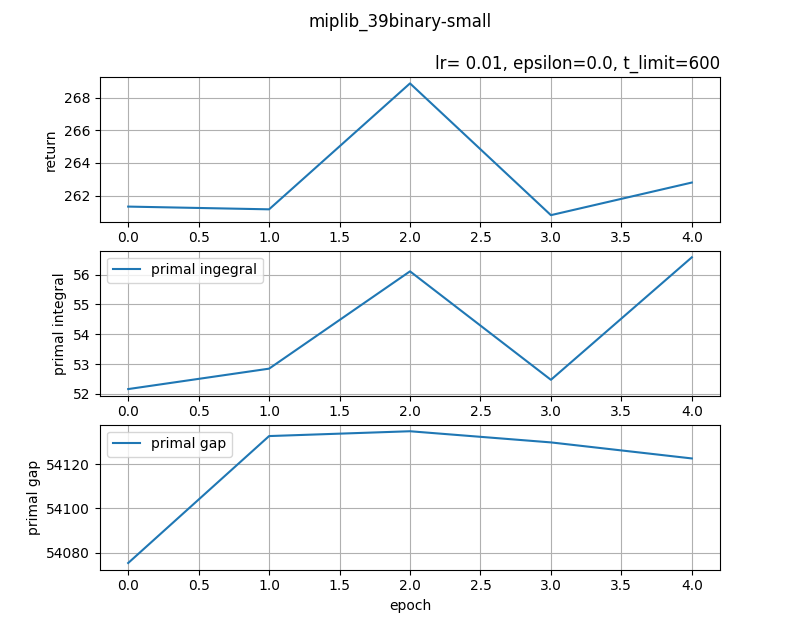 miplib_39binary-small
lr= 0.01, epsilon=0.0, t_limit=600
return
268
266
264
262
0.0 0.5 1.0 1.5 2.0 2.5 3.0 3.5 4.0
primal integral
primal ingegral
56
55
54
53
52
0.0 0.5 1.0 1.5 2.0 2.5 3.0 3.5 4.0
primal gap
primal gap
54120
54100
54080
0.0 0.5 1.0 1.5 2.0 2.5 3.0 3.5 4.0
epoch